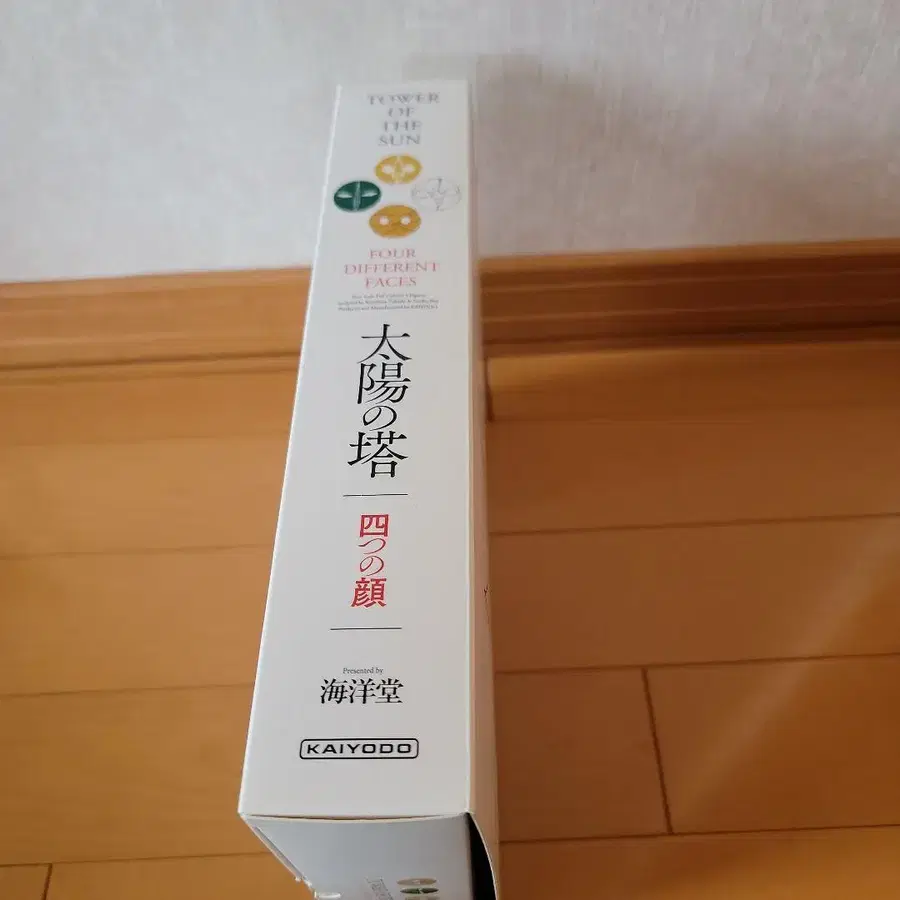 TOWER
OF
THE
SUN
FOUR
DIFFERENT
FACES
太陽の塔
四つの顔
Presented by
海洋堂
KAIYODO